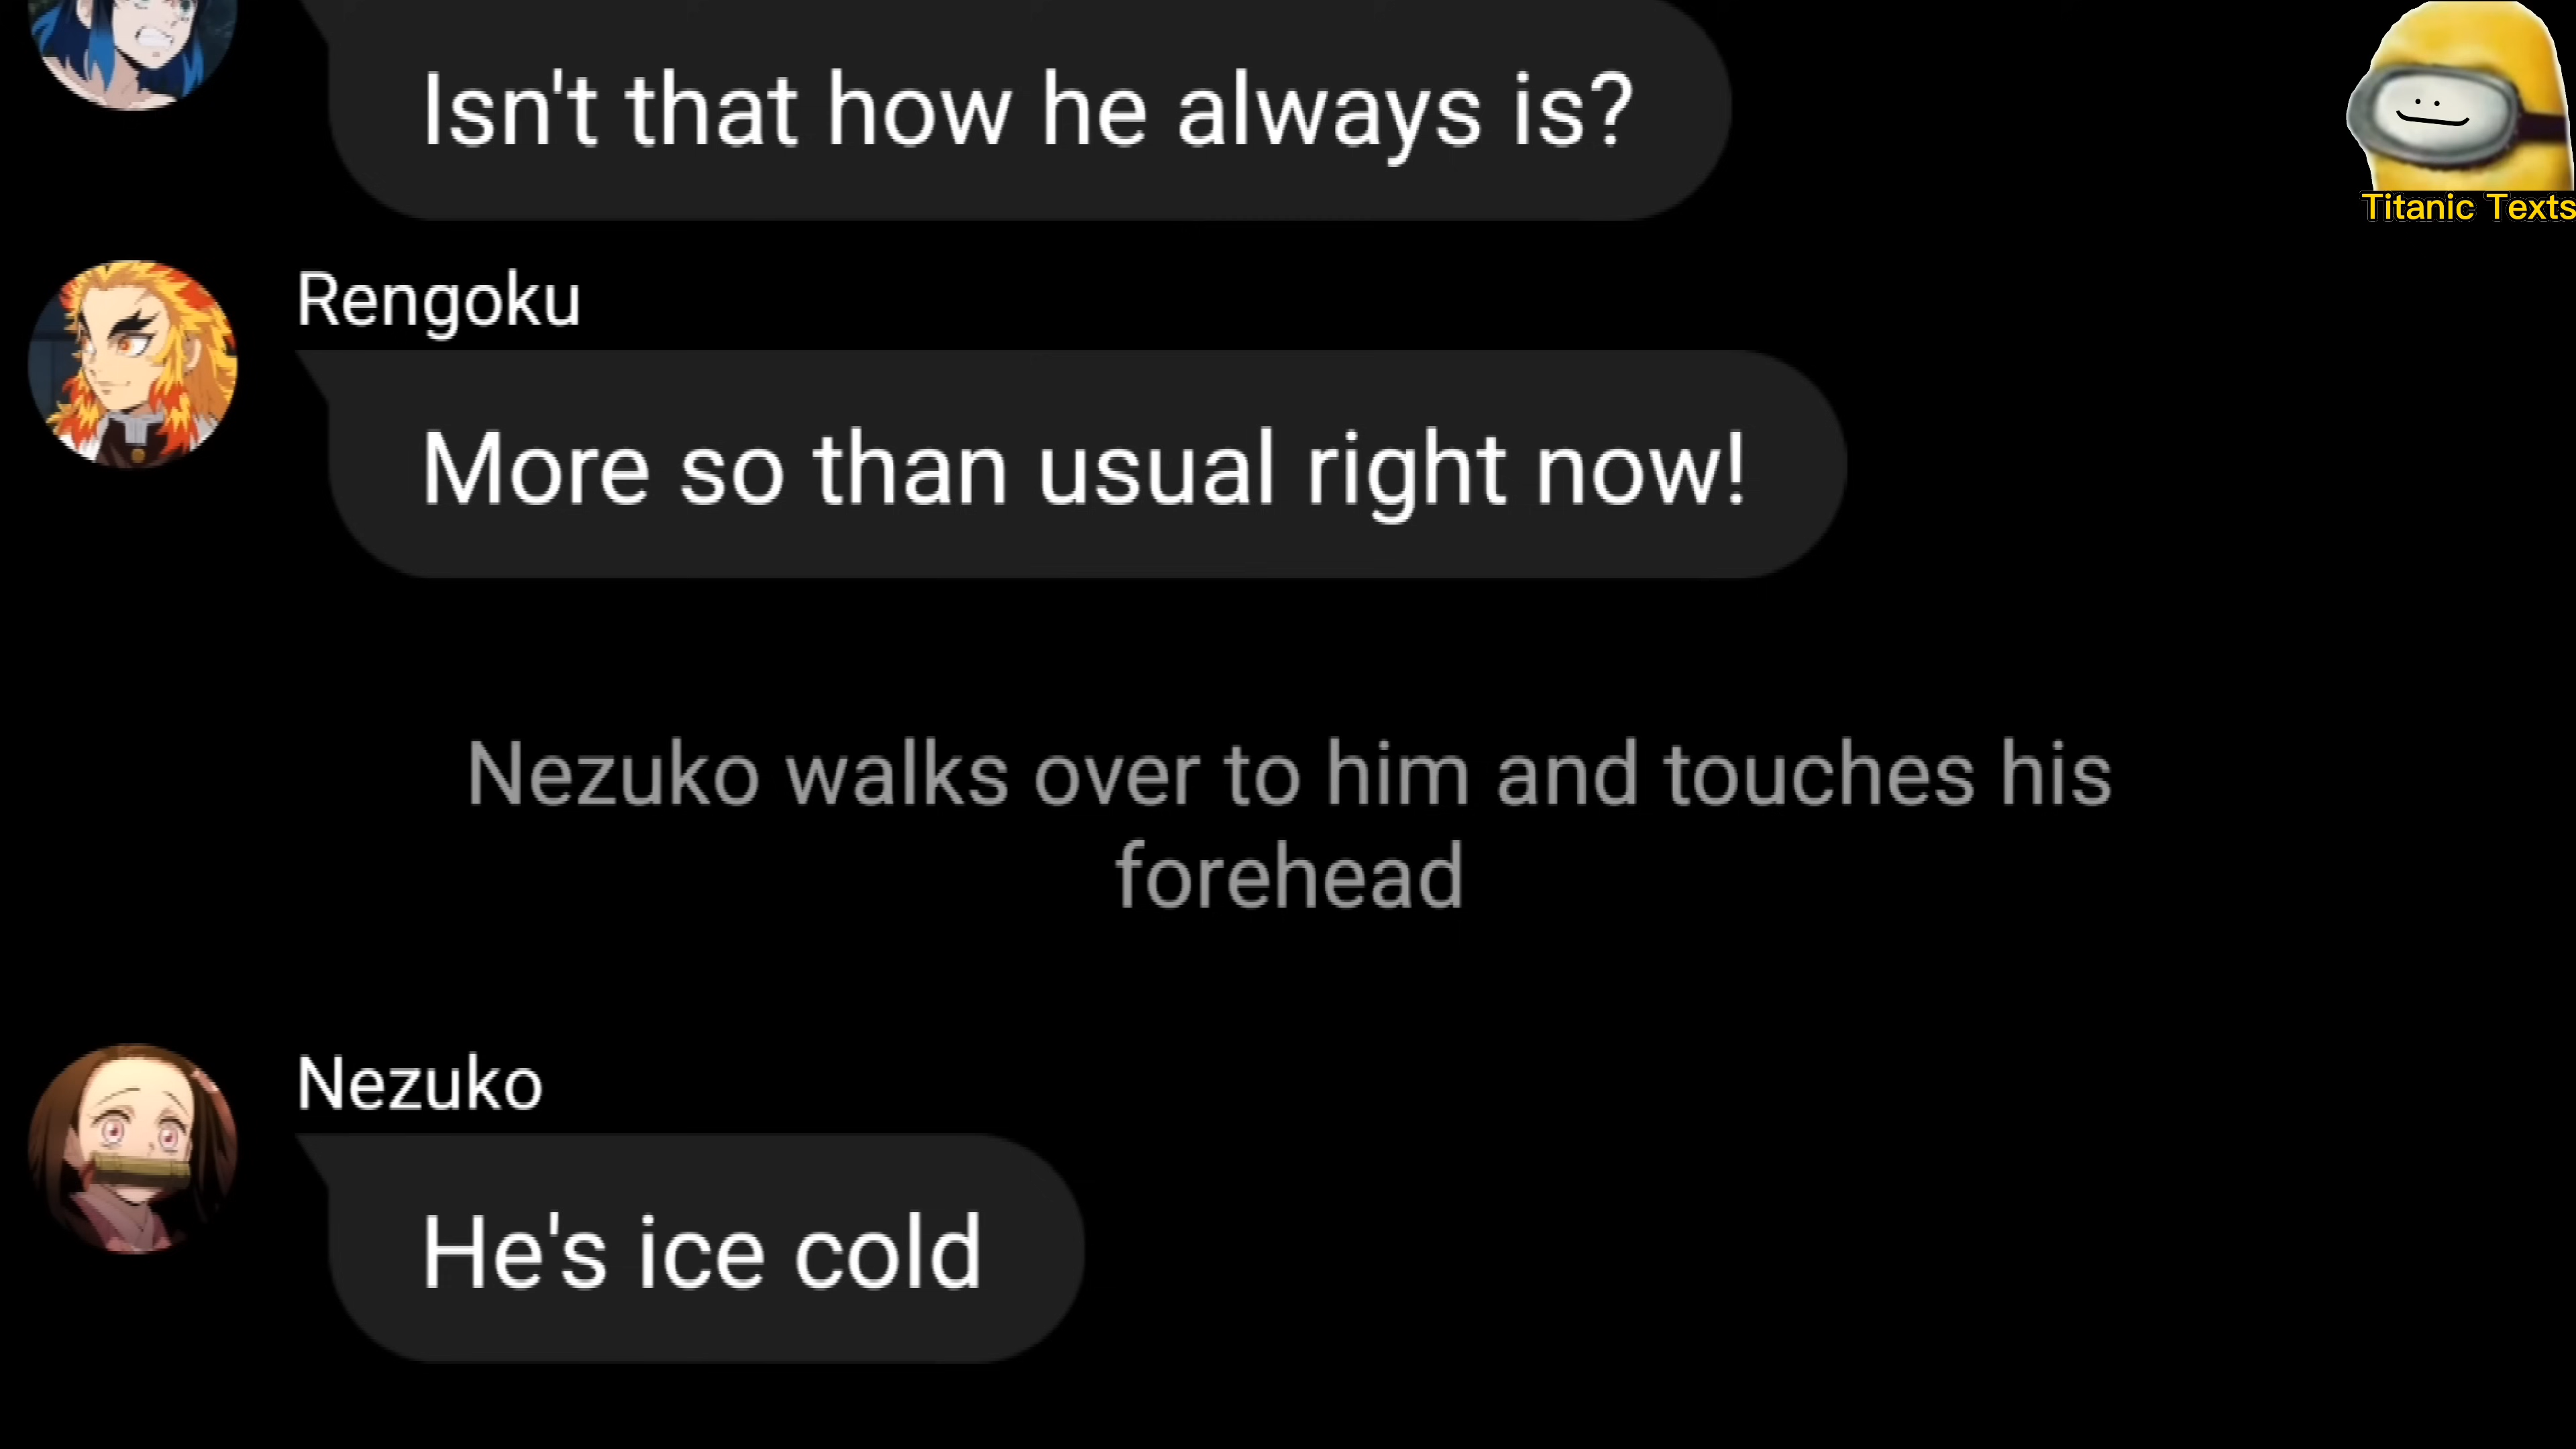 Isn't that how he always is?
Titanic Texts
Rengoku
More so than usual right now!
Nezuko walks over to him and touches his
forehead
Nezuko
He's ice cold